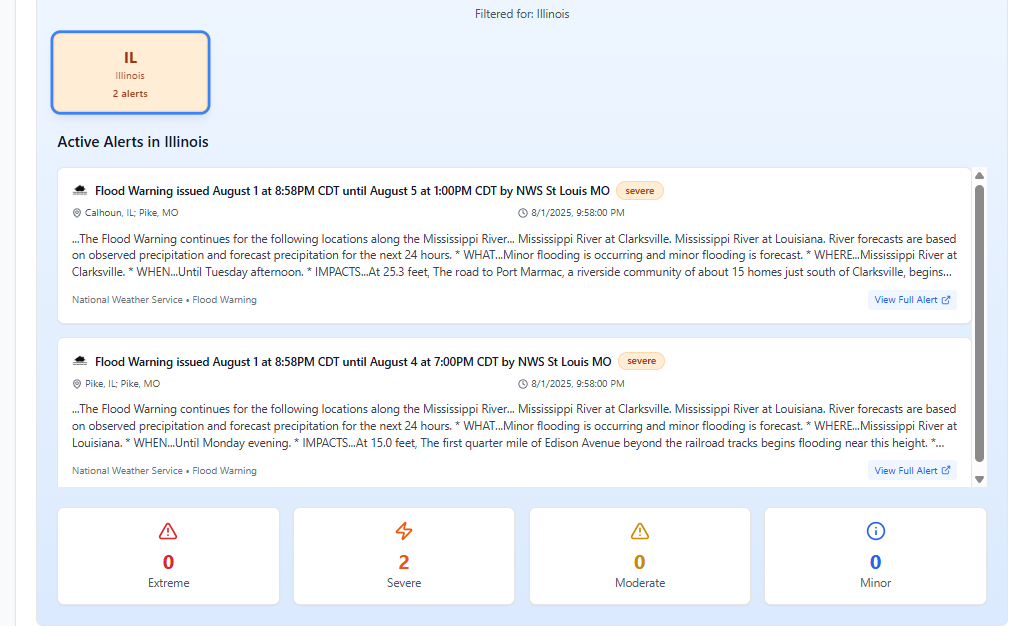 Filtered for: Illinois
IL
Illinois
2 alerts
Active Alerts in Illinois
Flood Warning issued August 1 at 8:58PM CDT until August 5 at 1:00PM CDT by NWS St Louis MO severe
Calhoun, IL; Pike, MO 8/1/2025, 9:58:00 PM
...The Flood Warning continues for the following locations along the Mississippi River... Mississippi River at Clarksville. Mississippi River at Louisiana. River forecasts are based
on observed precipitation and forecast precipitation for the next 24 hours. * WHAT...Minor flooding is occurring and minor flooding is forecast. * WHERE...Mississippi River at
Clarksville. * WHEN...Until Tuesday afternoon. * IMPACTS...At 25.3 feet, The road to Port Marmac, a riverside community of about 15 homes just south of Clarksville, begins...
National Weather Service • Flood Warning View Full Alert
Flood Warning issued August 1 at 8:58PM CDT until August 4 at 7:00PM CDT by NWS St Louis MO severe
Pike, IL; Pike, MO 8/1/2025, 9:58:00 PM
...The Flood Warning continues for the following locations along the Mississippi River... Mississippi River at Clarksville. Mississippi River at Louisiana. River forecasts are based
on observed precipitation and forecast precipitation for the next 24 hours. * WHAT...Minor flooding is occurring and minor flooding is forecast. * WHERE...Mississippi River at
Louisiana. * WHEN...Until Monday evening. * IMPACTS...At 15.0 feet, The first quarter mile of Edison Avenue beyond the railroad tracks begins flooding near this height. *...
National Weather Service • Flood Warning View Full Alert
0 2 0 0
Extreme Severe Moderate Minor